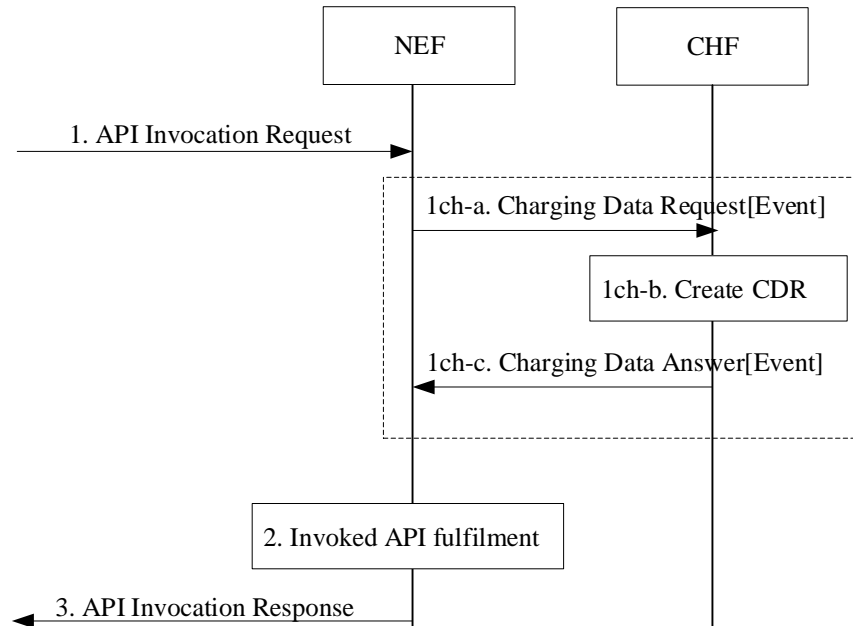 NEF
CHF
1. API Invocation Request
1ch-a. Charging Data Request[Event]
1ch-b. Create CDR
1ch-c. Charging Data Answer[Event]
2. Invoked API fulfilment
3. API Invocation Response